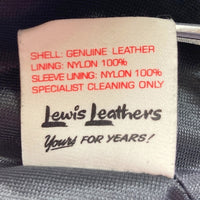 SHELL: GENUINE LEATHER
LINING: NYLON 100%
SLEEVE LINING: NYLON 100%
SPECIALIST CLEANING ONLY
Lewis Leathers
Yours FOR YEARS!